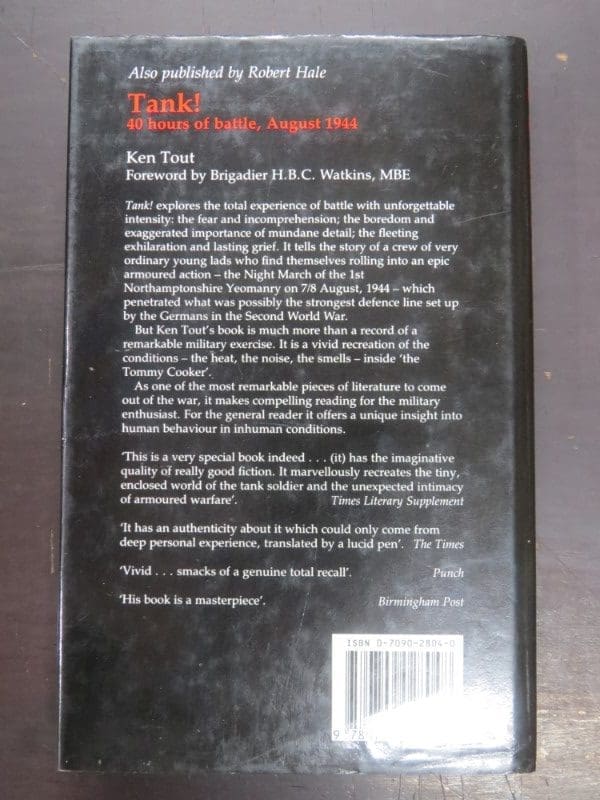 Also published by Robert Hale
Tank!
40 hours of battle, August 1944
Ken Tout
Foreword by Brigadier H.B.C. Watkins, MBE
Tank! explores the total experience of battle with unforgettable
intensity: the fear and incomprehension; the boredom and
exaggerated importance of mundane detail; the fleeting
exhilaration and lasting grief. It tells the story of a crew of very
ordinary young lads who find themselves rolling into an epic
armoured action – the Night March of the 1st
Northamptonshire Yeomanry on 7/8 August, 1944 – which
penetrated what was possibly the strongest defence line set up
by the Germans in the Second World War.
But Ken Tout's book is much more than a record of a
remarkable military exercise. It is a vivid recreation of the
conditions – the heat, the noise, the smells – inside 'the
Tommy Cooker'.
As one of the most remarkable pieces of literature to come
out of the war, it makes compelling reading for the military
enthusiast. For the general reader it offers a unique insight into
human behaviour in inhuman conditions.
'This is a very special book indeed . . . (it) has the imaginative
quality of really good fiction. It marvellously recreates the tiny,
enclosed world of the tank soldier and the unexpected intimacy
of armoured warfare'. Times Literary Supplement
'It has an authenticity about it which could only come from
deep personal experience, translated by a lucid pen'. The Times
'Vivid . . . smacks of a genuine total recall'. Punch
'His book is a masterpiece'. Birmingham Post
ISBN 0-7090-2804-0
9 78